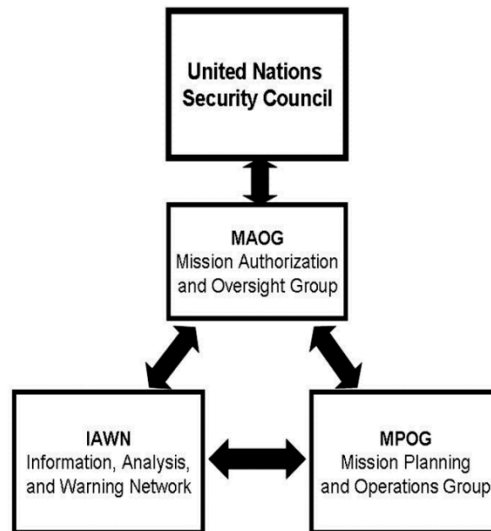 United Nations
Security Council
MAOG
Mission Authorization
and Oversight Group
IAWN
Information, Analysis,
and Warning Network
MPOG
Mission Planning
and Operations Group